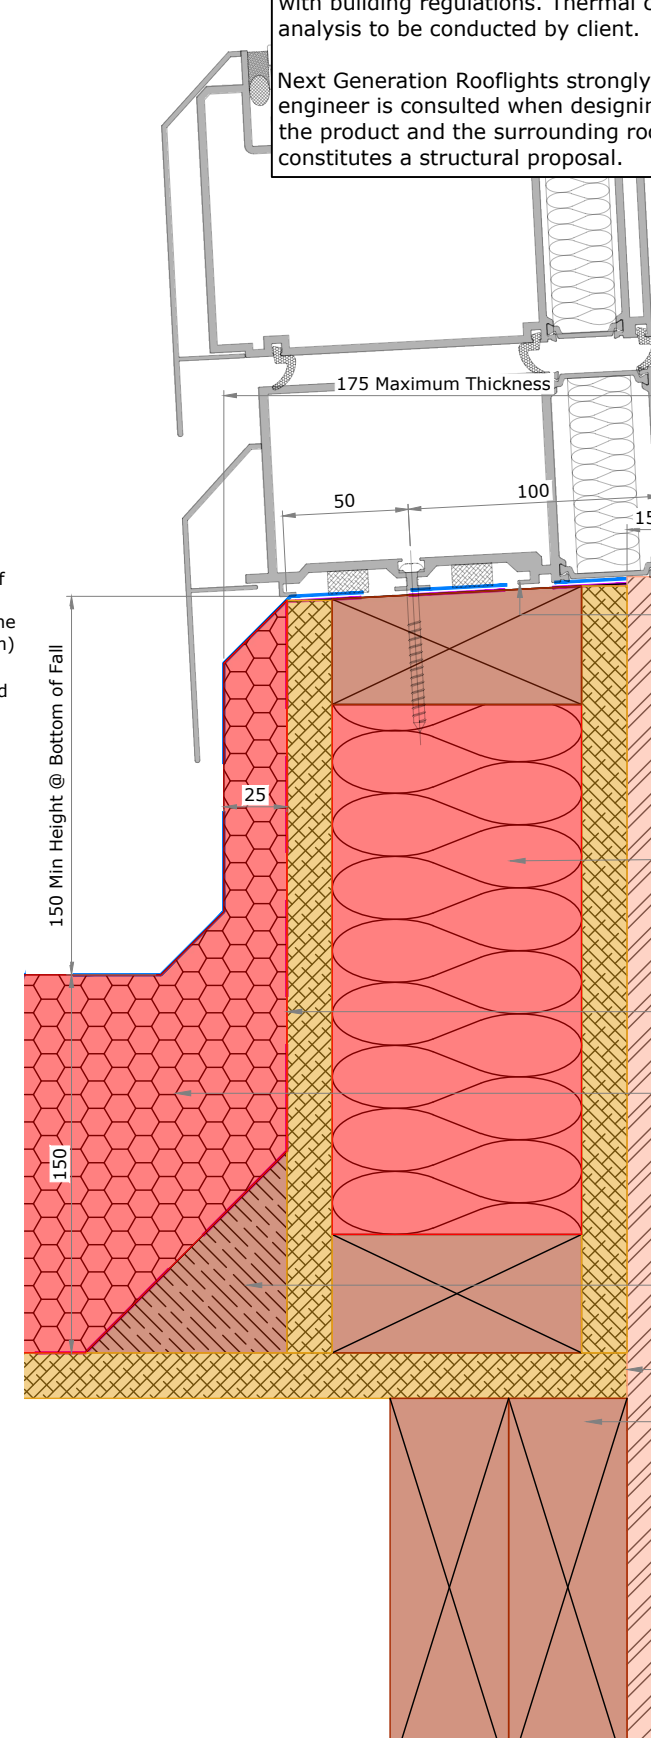 with building regulations. Thermal
analysis to be conducted by client.
Next Generation Rooflights strongly
engineer is consulted when
the product and the surrounding
constitutes a structural proposal.
175 Maximum Thickness
50
100
15
150 Min Height @ Bottom of Fall
25
150